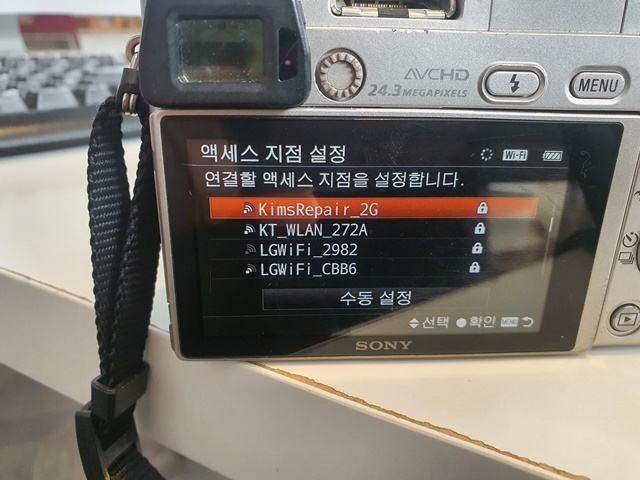 AVCHD
24.3 MEGAPIXELS
MENU
액세스 지점 설정
Wi-Fi
연결할 액세스 지점을 설정합니다.
KimsRepair_2G
KT_WLAN_272A
LGWiFi_2982
LGWiFi_CBB6
수동 설정
선택 확인 MENU
SONY